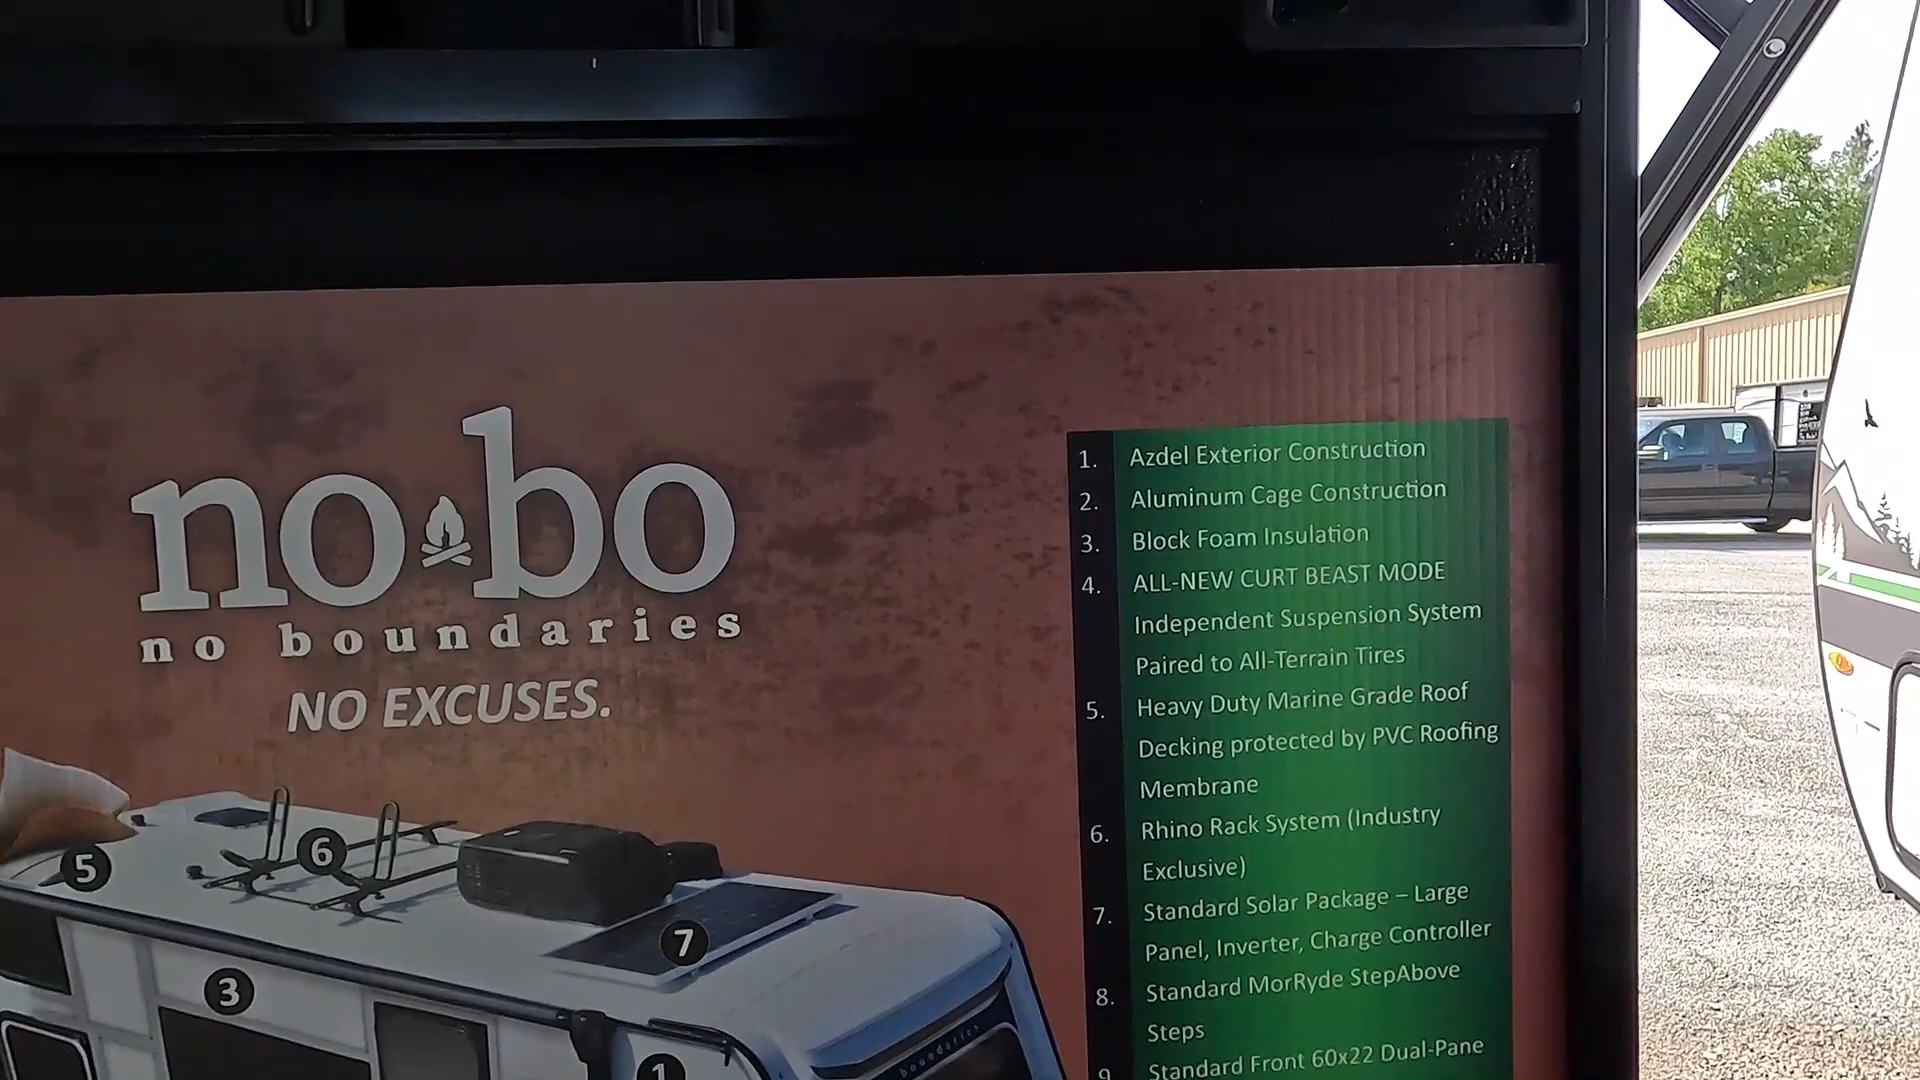 no bo
no boundaries
NO EXCUSES.
1. Azdel Exterior Construction
2. Aluminum Cage Construction
3. Block Foam Insulation
4. ALL-NEW CURT BEAST MODE
Independent Suspension System
Paired to All-Terrain Tires
5. Heavy Duty Marine Grade Roof
Decking protected by PVC Roofing
Membrane
6. Rhino Rack System (Industry
Exclusive)
7. Standard Solar Package – Large
Panel, Inverter, Charge Controller
8. Standard MorRyde StepAbove
Steps
9. Standard Front 60x22 Dual-Pane
5
6
7
3
1
boundaries